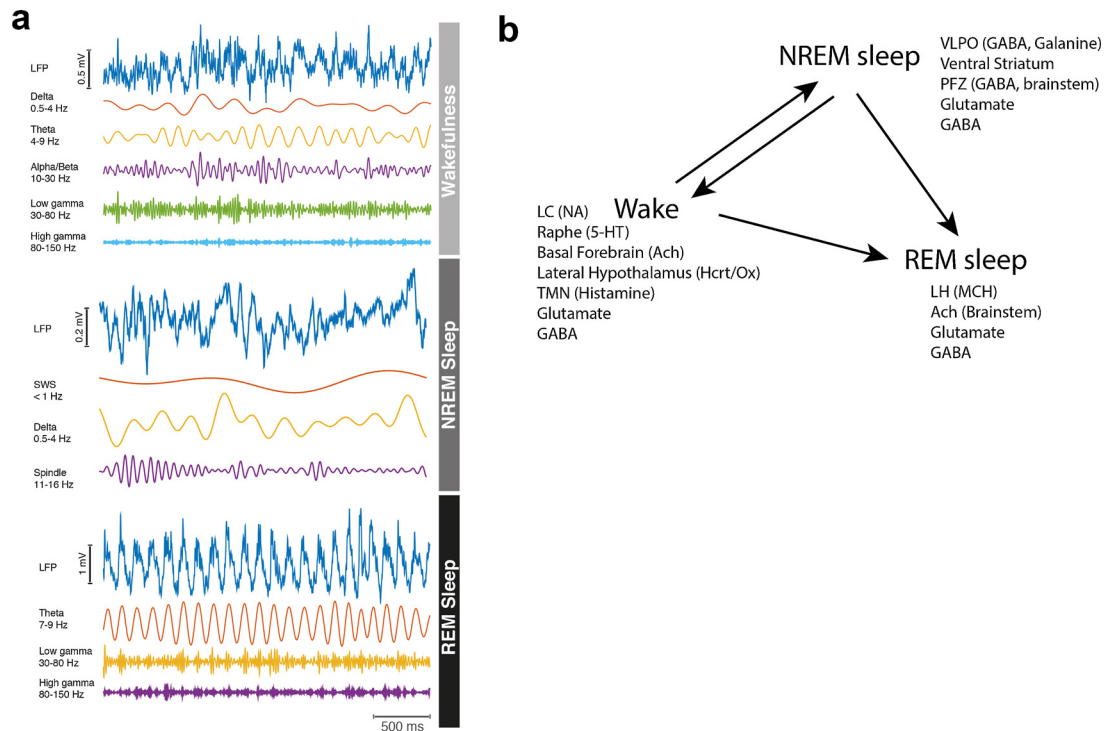 a
LFP
0.5 mV
Delta
0.5-4 Hz
Theta
4-9 Hz
Alpha/Beta
10-30 Hz
Low gamma
30-80 Hz
High gamma
80-150 Hz
Wakefulness
LFP
0.2 mV
SWS
< 1 Hz
Delta
0.5-4 Hz
Spindle
11-16 Hz
NREM Sleep
LFP
1 mV
Theta
7-9 Hz
Low gamma
30-80 Hz
High gamma
80-150 Hz
REM Sleep
500 ms
b
NREM sleep
VLPO (GABA, Galanine)
Ventral Striatum
PFZ (GABA, brainstem)
Glutamate
GABA
Wake
LC (NA)
Raphe (5-HT)
Basal Forebrain (Ach)
Lateral Hypothalamus (Hcrt/Ox)
TMN (Histamine)
Glutamate
GABA
REM sleep
LH (MCH)
Ach (Brainstem)
Glutamate
GABA